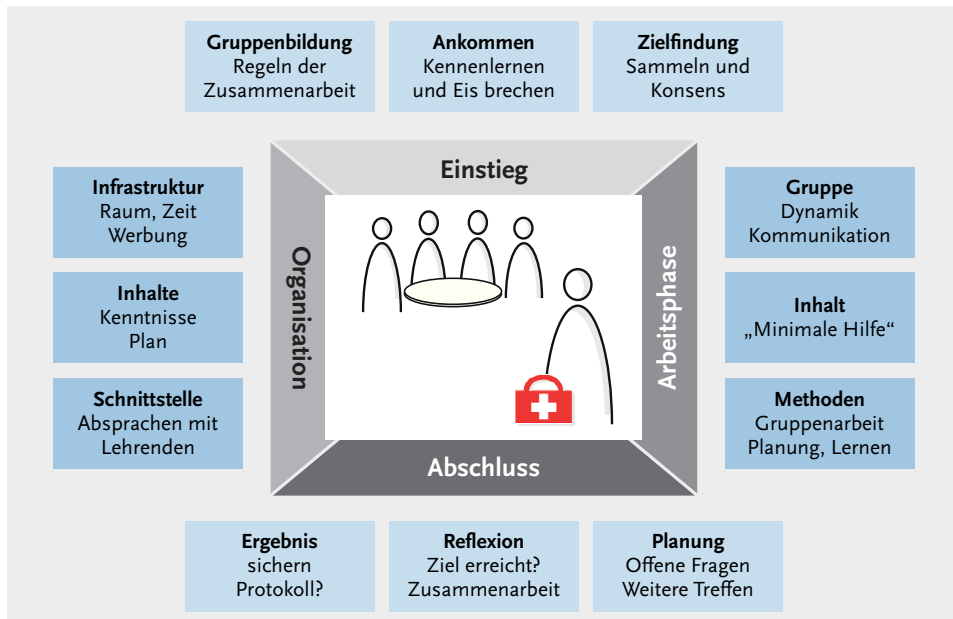 Gruppenbildung
Regeln der
Zusammenarbeit
Ankommen
Kennenlernen
und Eis brechen
Zielfindung
Sammeln und
Konsens
Einstieg
Infrastruktur
Raum, Zeit
Werbung
Inhalte
Kenntnisse
Plan
Schnittstelle
Absprachen mit
Lehrenden
Organisation
Arbeitsphase
Gruppe
Dynamik
Kommunikation
Inhalt
„Minimale Hilfe“
Methoden
Gruppenarbeit
Planung, Lernen
Abschluss
Ergebnis
sichern
Protokoll?
Reflexion
Ziel erreicht?
Zusammenarbeit
Planung
Offene Fragen
Weitere Treffen